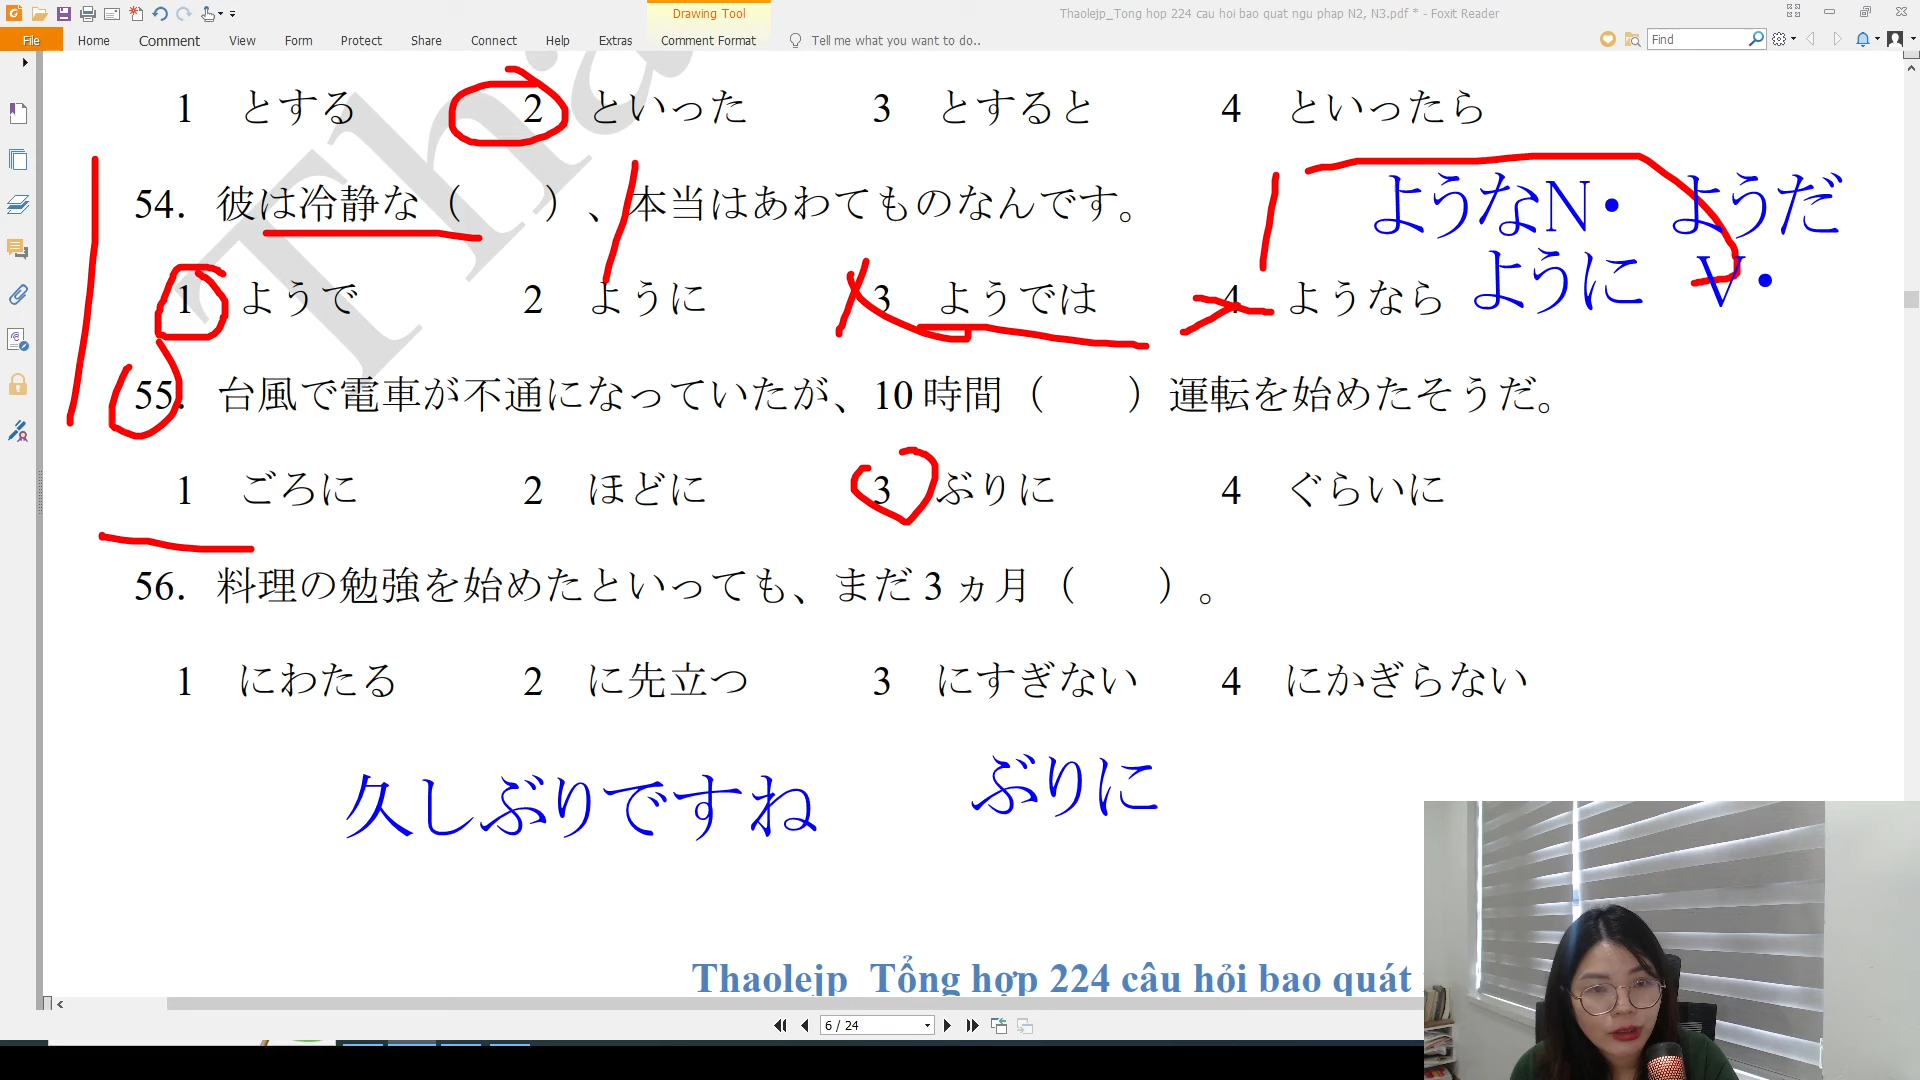 Drawing Tool
Thaolejp_Tong hop 224 cau hoi bao quat ngu phap N2, N3.pdf * - Foxit Reader
File Home Comment View Form Protect Share Connect Help Extras Comment Format Tell me what you want to do.. Find
Tha
1 とする 2 といった 3 とすると 4 といったら
54. 彼は冷静な（ ）、本当はあわてものなんです。
ようなN・ ようだ
1 ようで 2 ように 3 ようでは 4 ようなら
ように V・
55. 台風で電車が不通になっていたが、10時間（ ）運転を始めたそうだ。
1 ごろに 2 ほどに 3 ぶりに 4 ぐらいに
56. 料理の勉強を始めたといっても、まだ3ヵ月（ ）。
1 にわたる 2 に先立つ 3 にすぎない 4 にかぎらない
久しぶりですね ぶりに
Thaolejp Tổng hợp 224 câu hỏi bao quát
6 / 24